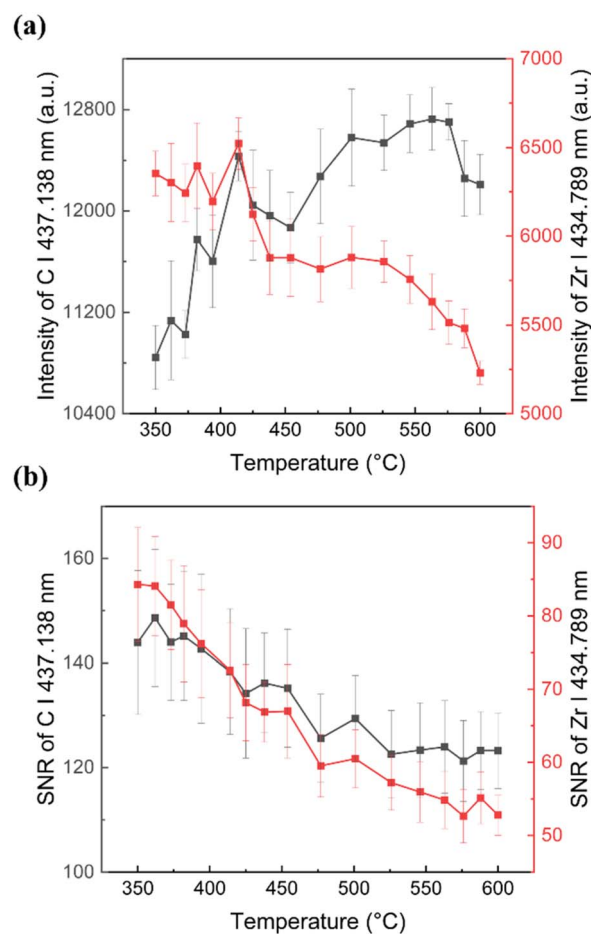 (a)
Intensity of C I 437.138 nm (a.u.)
12800
12000
11200
10400
7000
6500
6000
5500
5000
Intensity of Zr I 434.789 nm (a.u.)
350 400 450 500 550 600
Temperature (°C)
(b)
SNR of C I 437.138 nm
160
140
120
100
90
80
70
60
50
SNR of Zr I 434.789 nm
350 400 450 500 550 600
Temperature (°C)